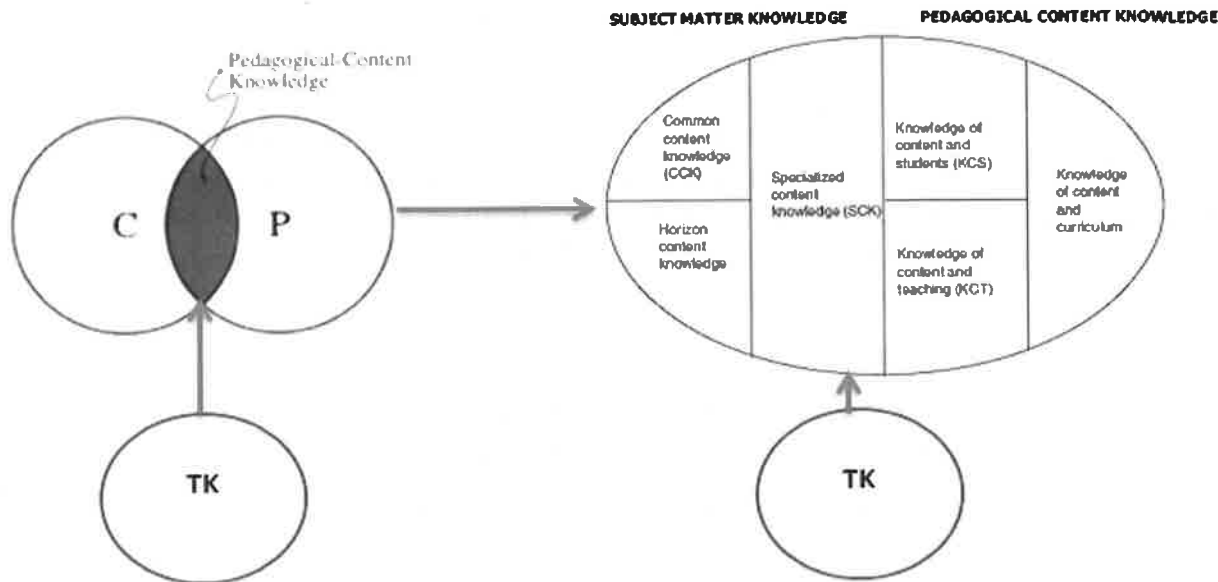 SUBJECT MATTER KNOWLEDGE
PEDAGOGICAL CONTENT KNOWLEDGE
Pedagogical-Content
Knowledge
C
P
TK
Common
content
knowledge
(CCK)
Horizon
content
knowledge
Specialized
content
knowledge (SCK)
Knowledge of
content and
students (KCS)
Knowledge of
content and
teaching (KCT)
Knowledge
of content
and
curriculum
TK